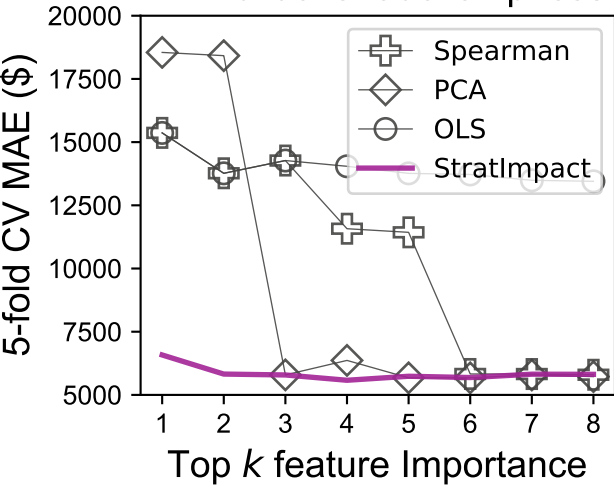 20000
17500
15000
12500
10000
7500
5000
5-fold CV MAE ($)
Spearman
PCA
OLS
StratImpact
1 2 3 4 5 6 7 8
Top k feature Importance